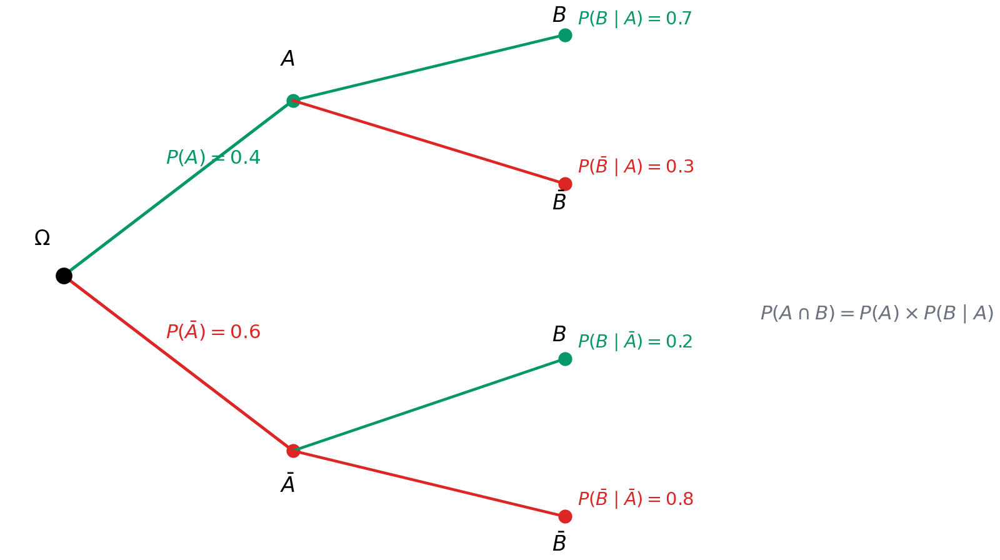 B P(B | A) = 0.7
A
P(A) = 0.4
P(B̄ | A) = 0.3
B̄
Ω
P(A ∩ B) = P(A) × P(B | A)
P(Ā) = 0.6
B P(B | Ā) = 0.2
Ā
P(B̄ | Ā) = 0.8
B̄